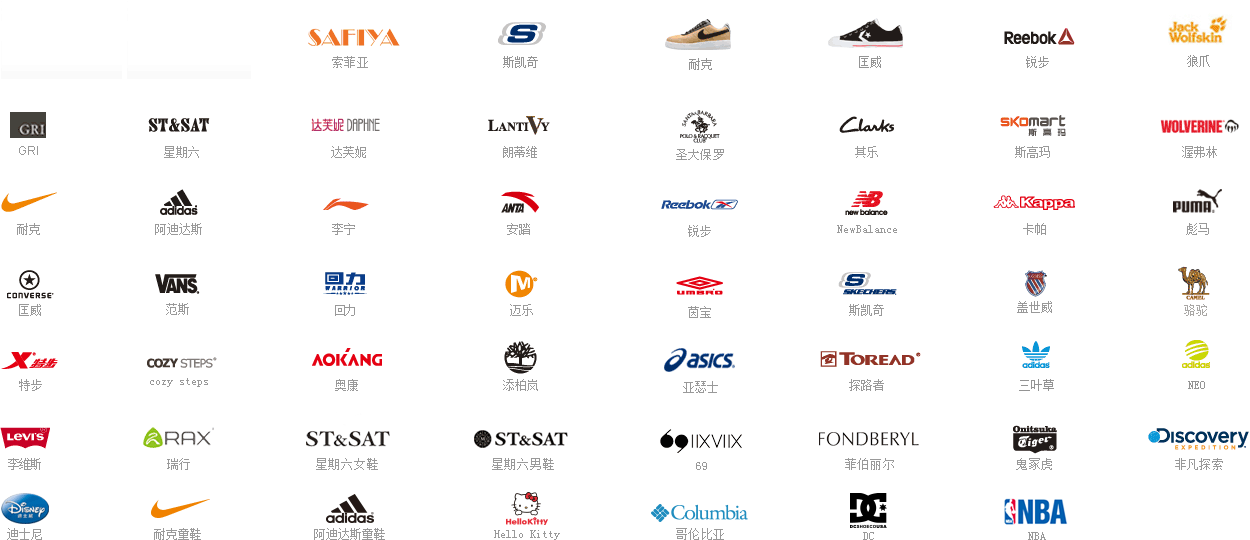 SAFIYA
S
Reebok
Jack Wolfskin
索菲亚
斯凯奇
耐克
匡威
锐步
狼爪
GRI
ST&SAT
达芙妮 DAPHNE
LANTIVY
SANTA BARBARA
POLO & RACQUET
CLUB
Clarks
SKOMART
斯高玛
WOLVERINE
GRI
星期六
达芙妮
朗蒂维
圣大保罗
其乐
斯高玛
渥弗林
adidas
ANTA
Reebok
NB
new balance
Kappa
PUMA
耐克
阿迪达斯
李宁
安踏
锐步
NewBalance
卡帕
彪马
CONVERSE
VANS
回力
WARRIOR
M
umbro
S
SKECHERS
CAMEL
匡威
范斯
回力
迈乐
茵宝
斯凯奇
盖世威
骆驼
X特步
COZY STEPS
AOKANG
asics
TOREAD
adidas
adidas
特步
cozy steps
奥康
添柏岚
亚瑟士
探路者
三叶草
NEO
LEVI'S
RAX
ST&SAT
ST&SAT
69 IIXVIIX
FONDBERYL
Onitsuka
Tiger
Discovery
EXPEDITION
李维斯
瑞行
星期六女鞋
星期六男鞋
69
菲伯丽尔
鬼冢虎
非凡探索
DISNEY
adidas
HelloKitty
Columbia
DC
DCSHOECOUSA
NBA
迪士尼
耐克童鞋
阿迪达斯童鞋
Hello Kitty
哥伦比亚
DC
NBA